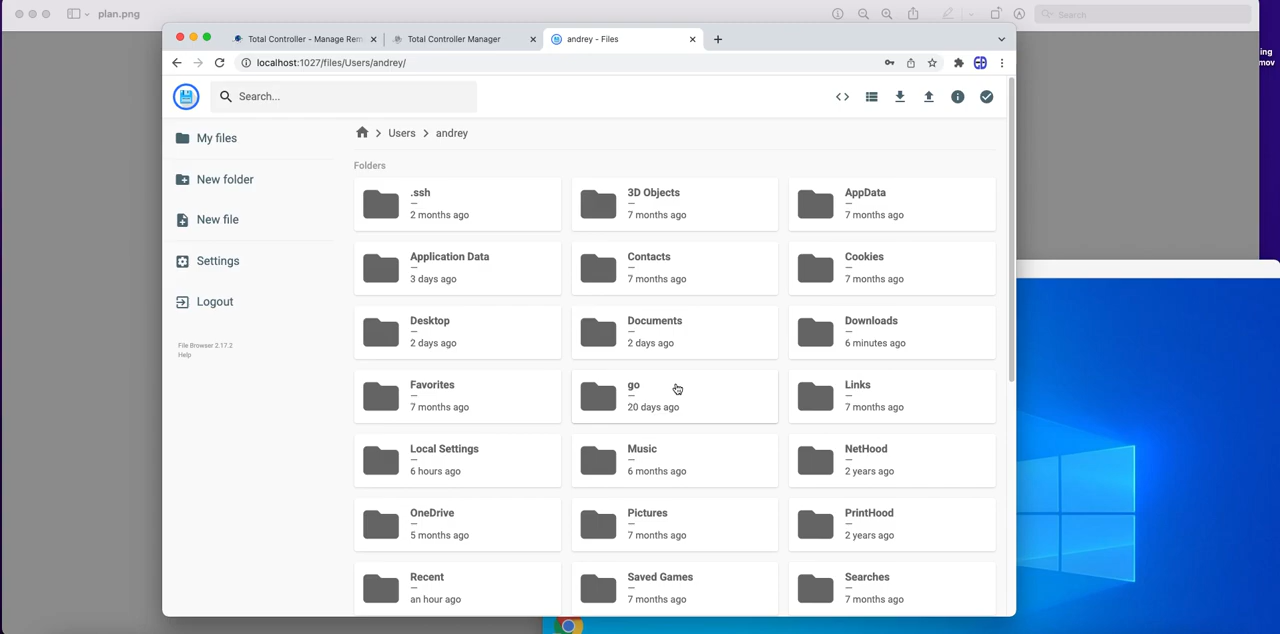 plan.png
Search
ing
mov
Total Controller - Manage Rem
Total Controller Manager
andrey - Files
localhost:1027/files/Users/andrey/
Search...
My files
New folder
New file
Settings
Logout
File Browser 2.17.2
Help
Users
andrey
Folders
.ssh
—
2 months ago
3D Objects
—
7 months ago
AppData
—
7 months ago
Application Data
—
3 days ago
Contacts
—
7 months ago
Cookies
—
7 months ago
Desktop
—
2 days ago
Documents
—
2 days ago
Downloads
—
6 minutes ago
Favorites
—
7 months ago
go
—
20 days ago
Links
—
7 months ago
Local Settings
—
6 hours ago
Music
—
6 months ago
NetHood
—
2 years ago
OneDrive
—
5 months ago
Pictures
—
7 months ago
PrintHood
—
2 years ago
Recent
—
an hour ago
Saved Games
—
7 months ago
Searches
—
7 months ago